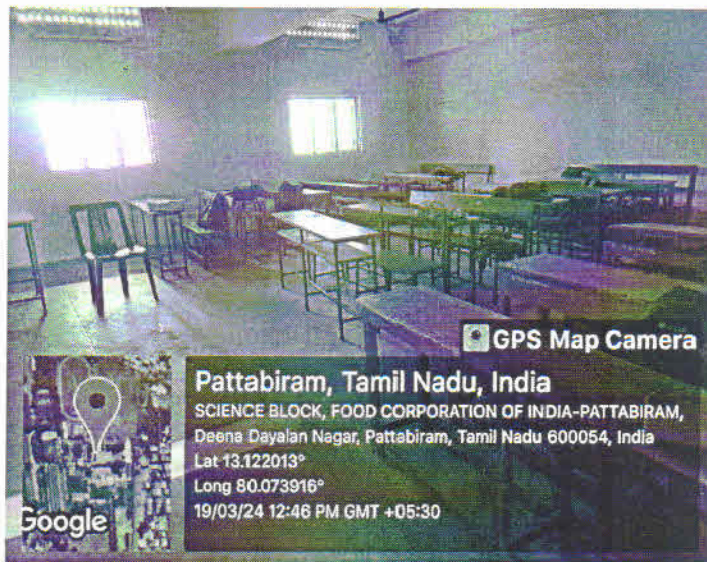 GPS Map Camera
Pattabiram, Tamil Nadu, India
SCIENCE BLOCK, FOOD CORPORATION OF INDIA-PATTABIRAM,
Deena Dayalan Nagar, Pattabiram, Tamil Nadu 600054, India
Lat 13.122013°
Long 80.073916°
19/03/24 12:46 PM GMT +05:30
Google